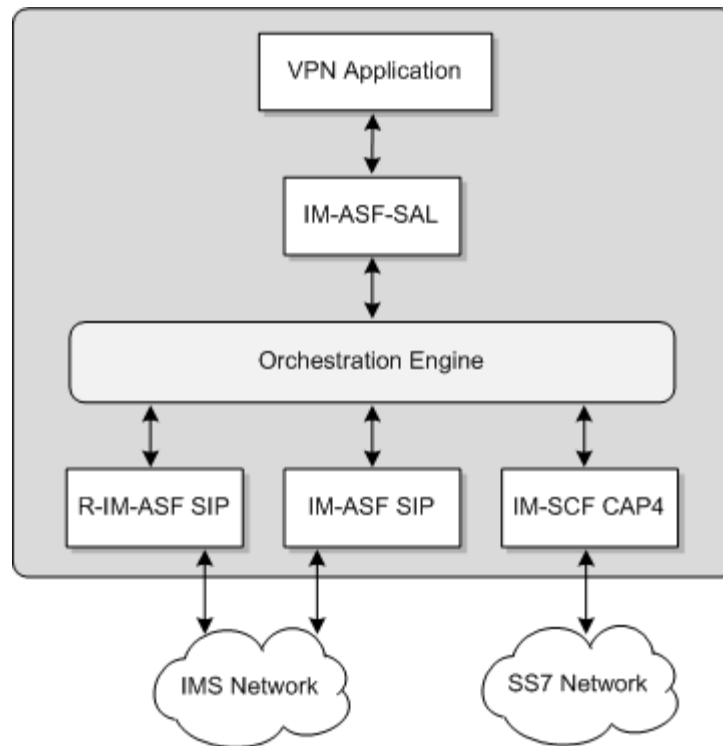 VPN Application
IM-ASF-SAL
Orchestration Engine
R-IM-ASF SIP
IM-ASF SIP
IM-SCF CAP4
IMS Network
SS7 Network